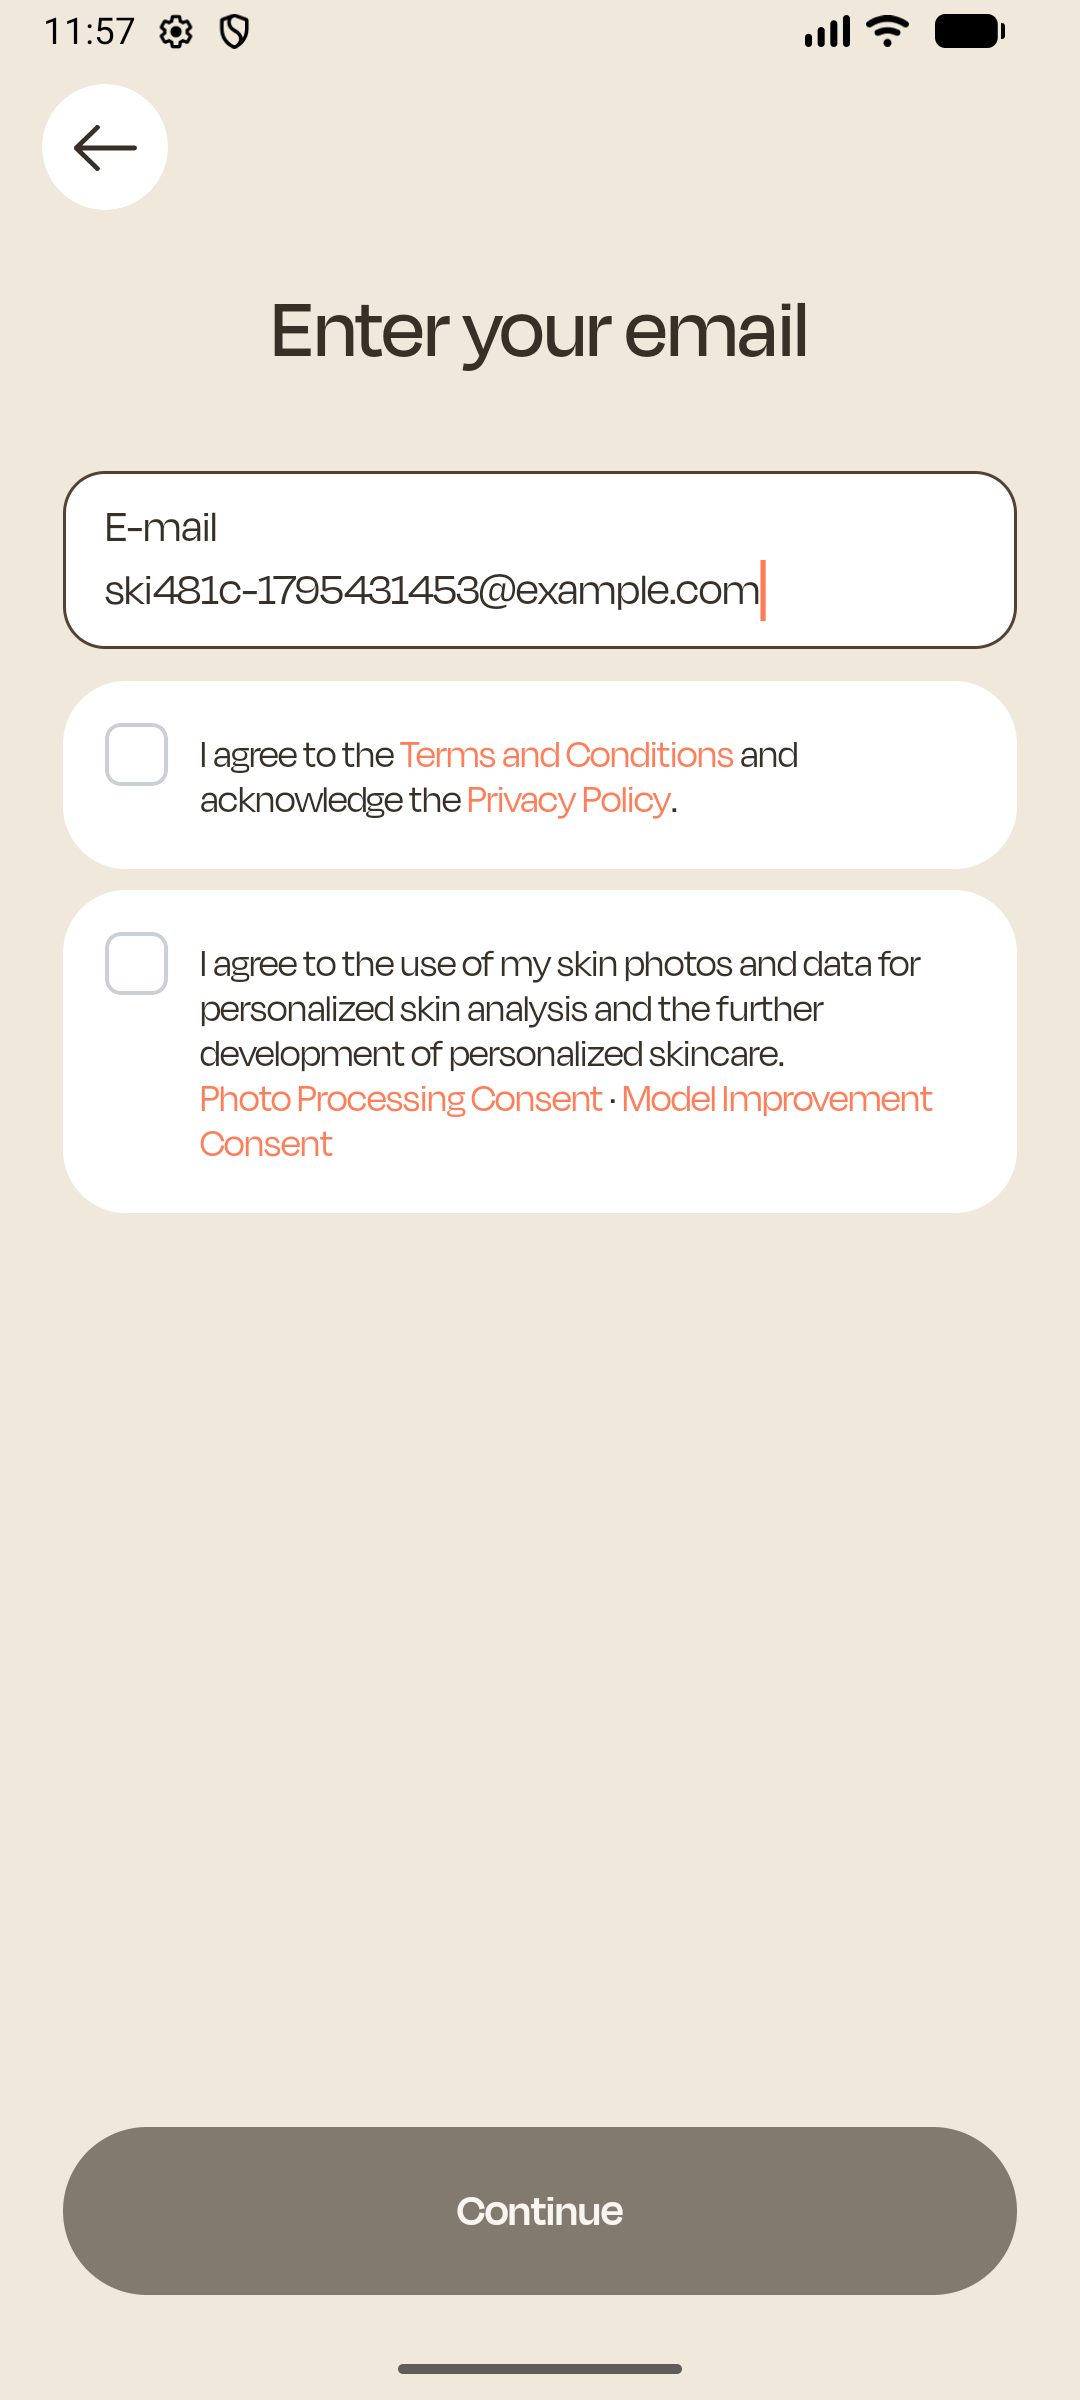 11:57
Enter your email
E-mail
ski481c-1795431453@example.com
I agree to the Terms and Conditions and
acknowledge the Privacy Policy.
I agree to the use of my skin photos and data for
personalized skin analysis and the further
development of personalized skincare.
Photo Processing Consent · Model Improvement
Consent
Continue